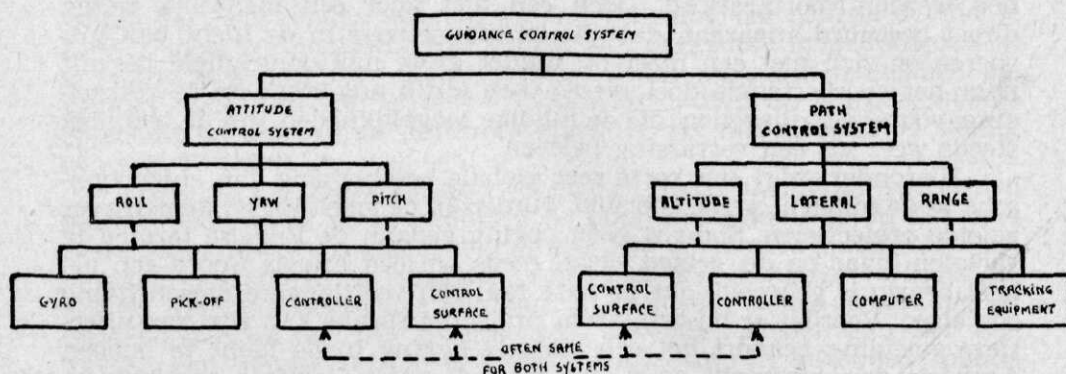 GUIDANCE CONTROL SYSTEM
ATTITUDE
CONTROL SYSTEM
PATH
CONTROL SYSTEM
ROLL
YAW
PITCH
ALTITUDE
LATERAL
RANGE
GYRO
PICK-OFF
CONTROLLER
CONTROL
SURFACE
CONTROL
SURFACE
CONTROLLER
COMPUTER
TRACKING
EQUIPMENT
OFTEN SAME
FOR BOTH SYSTEMS